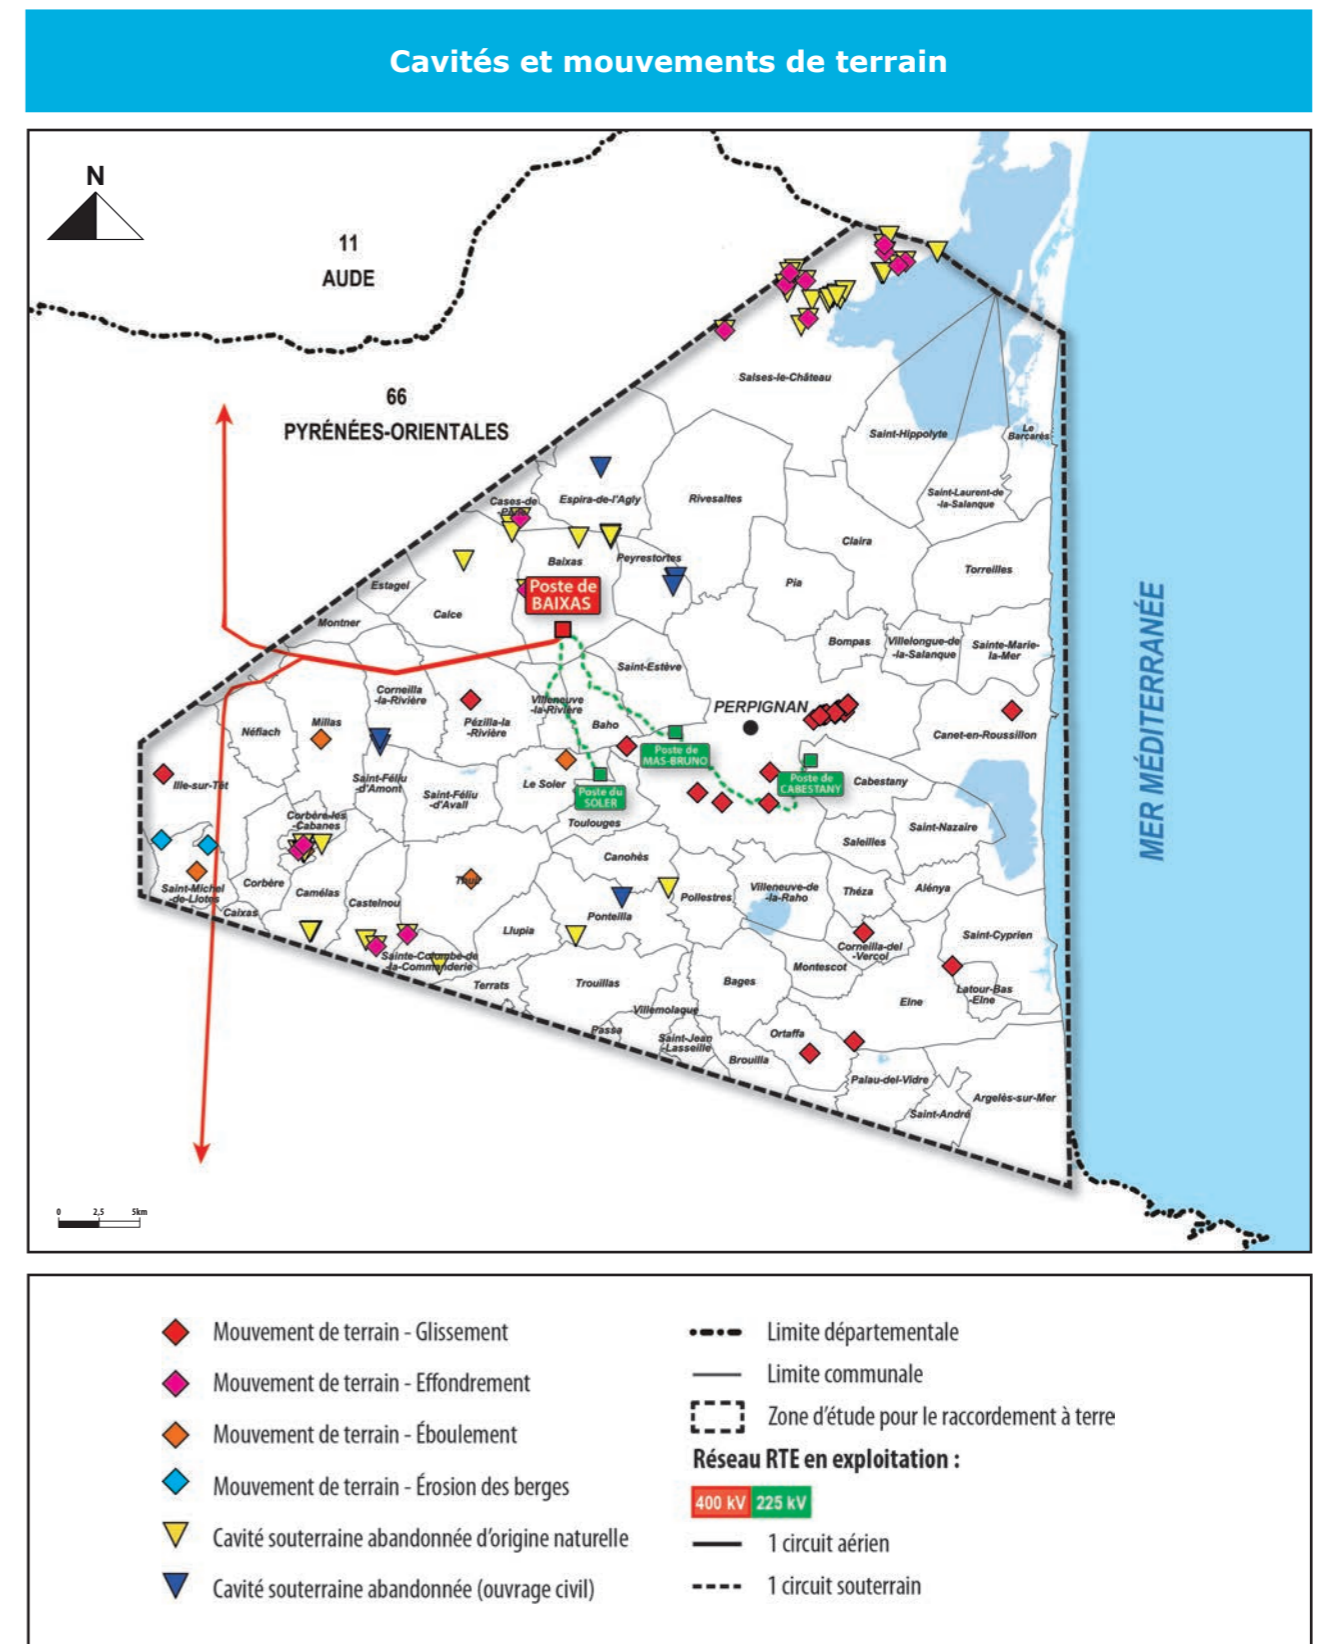 Cavités et mouvements de terrain
N
11
AUDE
66
PYRÉNÉES-ORIENTALES
Salses-le-Château
Saint-Hippolyte
Le
Barcarès
Cases-de
Espira-de-l'Agly
Rivesaltes
Saint-Laurent-de
-la-Salanque
Claira
Baixas
Peyrestortes
Torreilles
Estagel
Poste de
BAIXAS
Pia
Calce
Montner
Bompas
Villelongue-de
-la-Salanque
Sainte-Marie-
la-Mer
MER MÉDITERRANÉE
Saint-Estève
Corneilla
-la-Rivière
Villeneuve
-la-Rivière
PERPIGNAN
Néfiach
Millas
Pézilla-la
-Rivière
Baho
Canet-en-Roussillon
Poste de
MAS-BRUNO
Ille-sur-Têt
Saint-Féliu
-d'Amont
Le Soler
Poste du
SOLER
Poste de
CABESTANY
Cabestany
Saint-Féliu
-d'Avall
Corbère-les
-Cabanes
Toulouges
Saint-Nazaire
Saleilles
Canohès
Saint-Michel
-de-Llotes
Corbère
Camélas
Castelnou
Thuir
Pollestres
Villeneuve-de
-la-Raho
Théza
Alénya
Caixas
Ponteilla
Llupia
Saint-Cyprien
Corneilla-del
-Vercol
Sainte-Colombe-de
-la-Commanderie
Montescot
Terrats
Trouillas
Bages
Elne
Latour-Bas
-Elne
Villemolaque
Passa
Saint-Jean
-Lasseille
Ortaffa
Brouilla
Palau-del-Vidre
Argelès-sur-Mer
Saint-André
0 2,5 5km
Mouvement de terrain - Glissement
Mouvement de terrain - Effondrement
Mouvement de terrain - Éboulement
Mouvement de terrain - Érosion des berges
Cavité souterraine abandonnée d'origine naturelle
Cavité souterraine abandonnée (ouvrage civil)
Limite départementale
Limite communale
Zone d'étude pour le raccordement à terre
Réseau RTE en exploitation :
400 kV 225 kV
1 circuit aérien
1 circuit souterrain